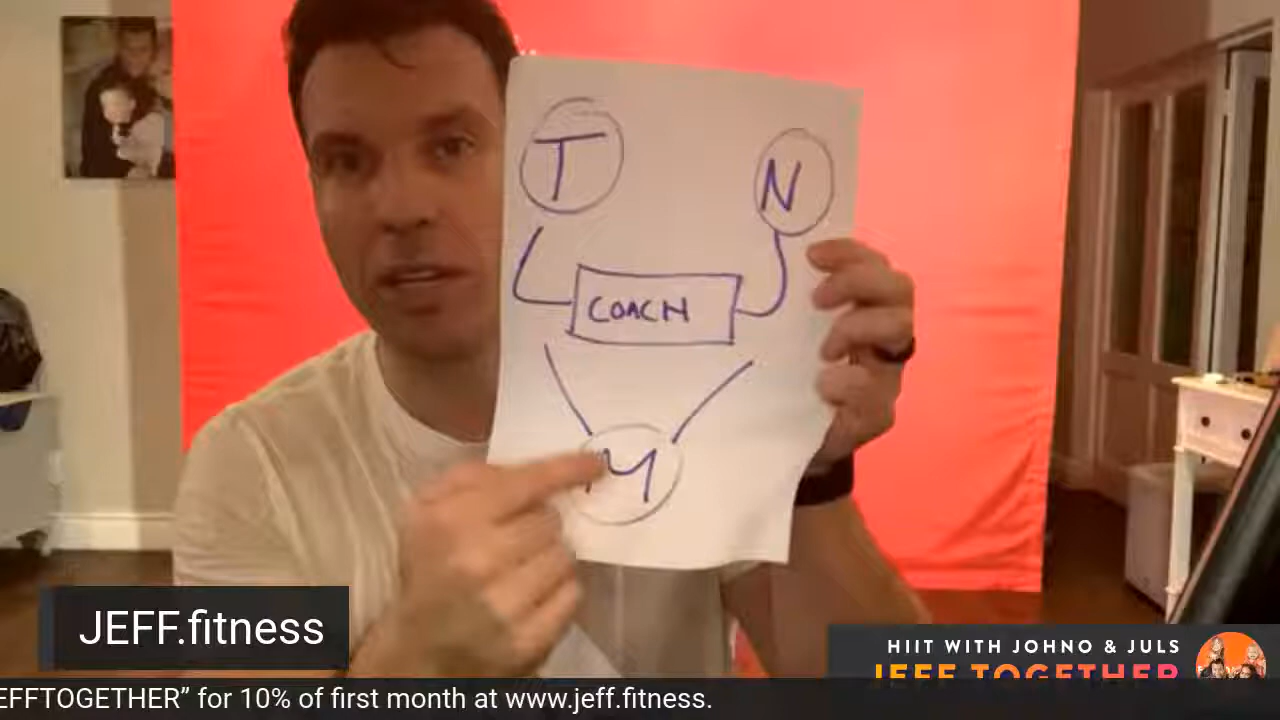 T
N
COACH
M
JEFF.fitness
HIIT WITH JOHNO & JULS
JEFF TOGETHER
EFFTOGETHER” for 10% of first month at www.jeff.fitness.